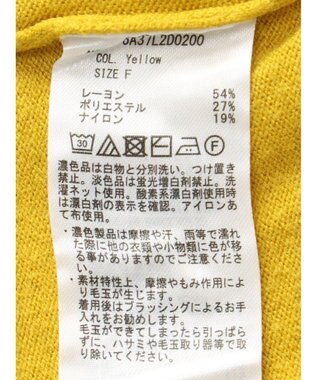 3A37L2D0200
COL. Yellow
SIZE F
レーヨン 54%
ポリエステル 27%
ナイロン 19%
30 F
濃色品は白物と分別洗い。つけ置き
禁止。淡色品は蛍光増白剤禁止。洗
濯ネット使用。酸素系漂白剤使用時
は漂白剤の表示を確認。アイロンあ
て布使用。
・濃色製品は摩擦や汗、雨等で濡れ
た際に他の衣類や小物類に色が移
る事がありますのでご注意くださ
い。
・素材特性上、摩擦やもみ作用によ
り毛玉が生じます。
着用後はブラッシングによるお手
入れをお勧めします。
毛玉ができてしまったら引っぱら
ずに、ハサミや毛玉取り器等で取
り除いてください。